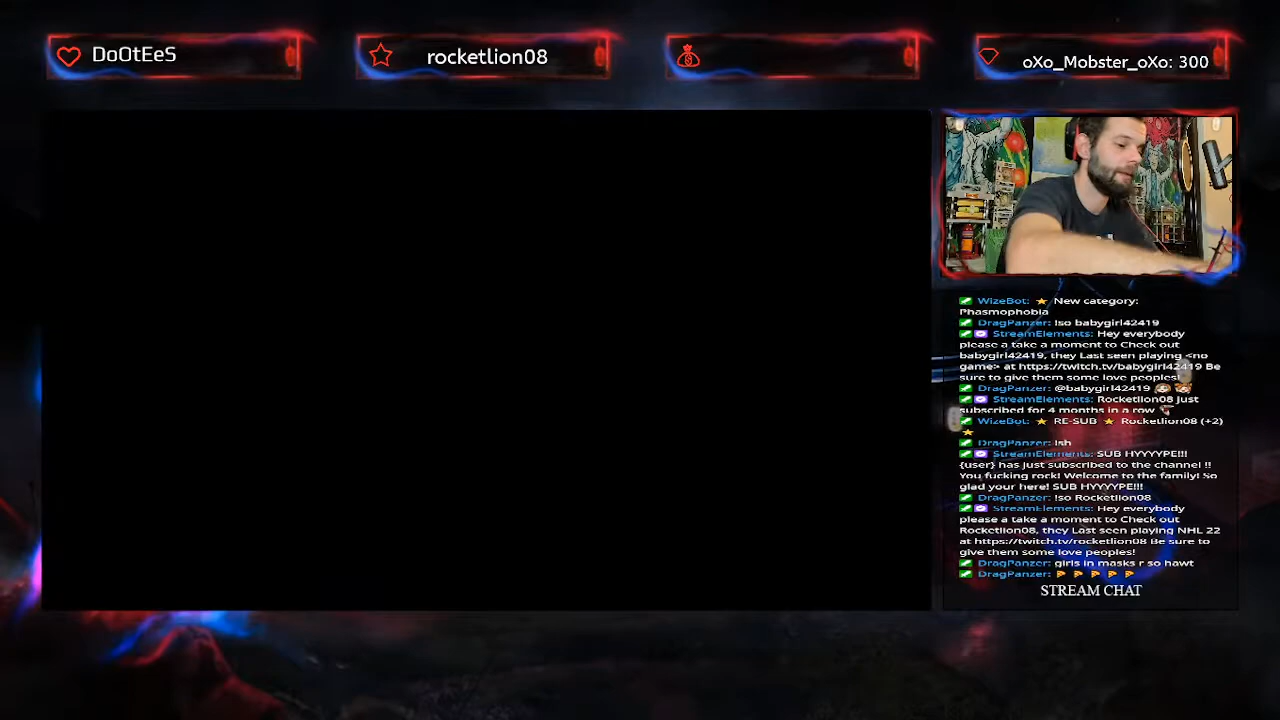 DoOtEeS
rocketlion08
oXo_Mobster_oXo: 300
WizeBot: ⭐ New category:
Phasmophobia
DragPanzer: !so babygirl42419
StreamElements: Hey everybody
please a take a moment to Check out
babygirl42419, they Last seen playing <no
game> at https://twitch.tv/babygirl42419 Be
sure to give them some love peoples!
DragPanzer: @babygirl42419
StreamElements: Rocketlion08 just
subscribed for 4 months in a row
WizeBot: ⭐ RE-SUB ⭐ Rocketlion08 (+2)
⭐
DragPanzer: !sh
StreamElements: SUB HYYYYPE!!!
{user} has just subscribed to the channel !!
You fucking rock! Welcome to the family! So
glad your here! SUB HYYYYPE!!!
DragPanzer: !so Rocketlion08
StreamElements: Hey everybody
please a take a moment to Check out
Rocketlion08, they Last seen playing NHL 22
at https://twitch.tv/rocketlion08 Be sure to
give them some love peoples!
DragPanzer: girls in masks r so hawt
DragPanzer: 🍕 🍕 🍕 🍕 🍕
STREAM CHAT